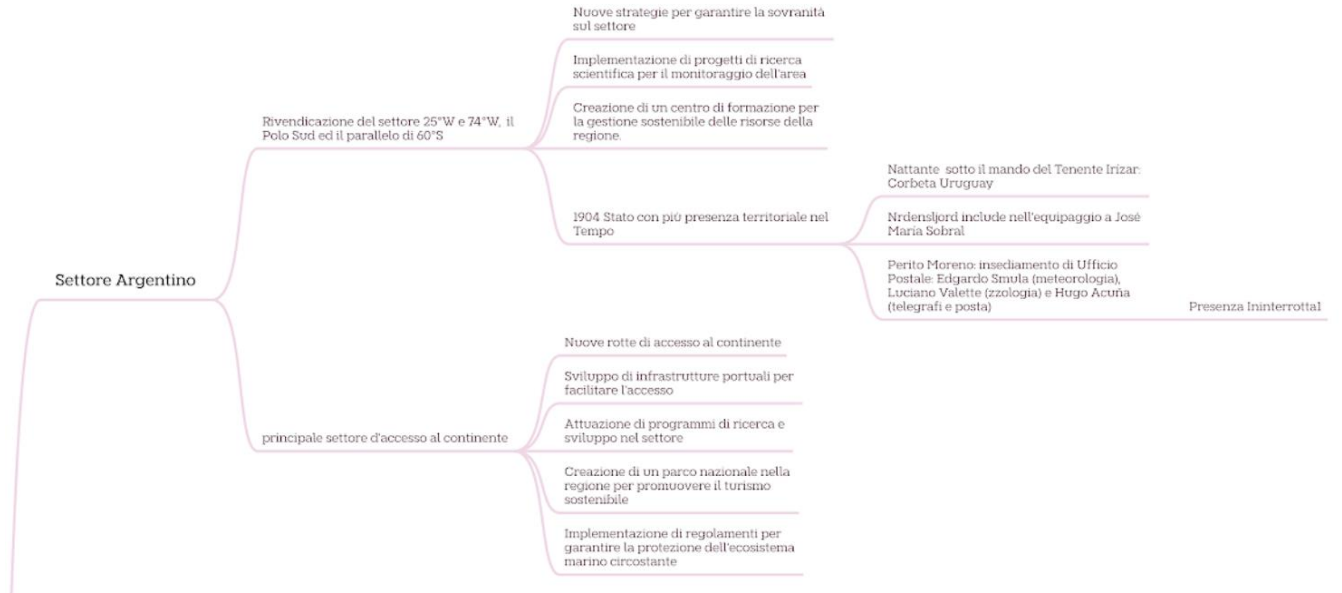 Settore Argentino
Rivendicazione del settore 25°W e 74°W, il
Polo Sud ed il parallelo di 60°S
Nuove strategie per garantire la sovranità
sul settore
Implementazione di progetti di ricerca
scientifica per il monitoraggio dell'area
Creazione di un centro di formazione per
la gestione sostenibile delle risorse della
regione.
1904 Stato con più presenza territoriale nel
Tempo
Nattante sotto il mando del Tenente Irízar:
Corbeta Uruguay
Nrdensljord include nell'equipaggio a José
María Sobral
Perito Moreno: insediamento di Ufficio
Postale: Edgardo Smula (meteorologia),
Luciano Valette (zzologia) e Hugo Acuña
(telegrafi e posta)
Presenza Ininterrotta1
principale settore d'accesso al continente
Nuove rotte di accesso al continente
Sviluppo di infrastrutture portuali per
facilitare l'accesso
Attuazione di programmi di ricerca e
sviluppo nel settore
Creazione di un parco nazionale nella
regione per promuovere il turismo
sostenibile
Implementazione di regolamenti per
garantire la protezione dell'ecosistema
marino circostante